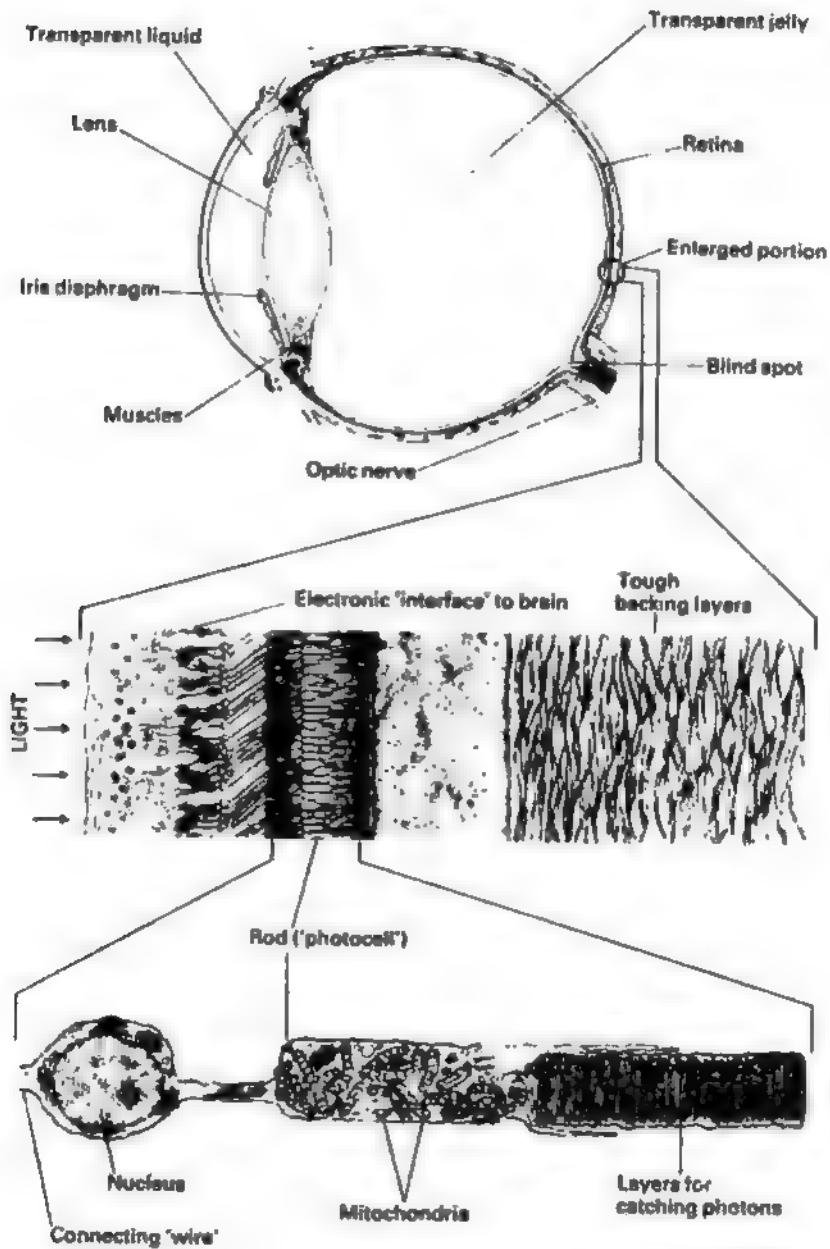 Transparent liquid
Transparent jelly
Lens
Retina
Enlarged portion
Iris diaphragm
Blind spot
Muscles
Optic nerve
Electronic 'interface' to brain
Tough
backing layers
LIGHT
Rod ('photocell')
Nucleus
Mitochondria
Layers for
catching photons
Connecting 'wire'